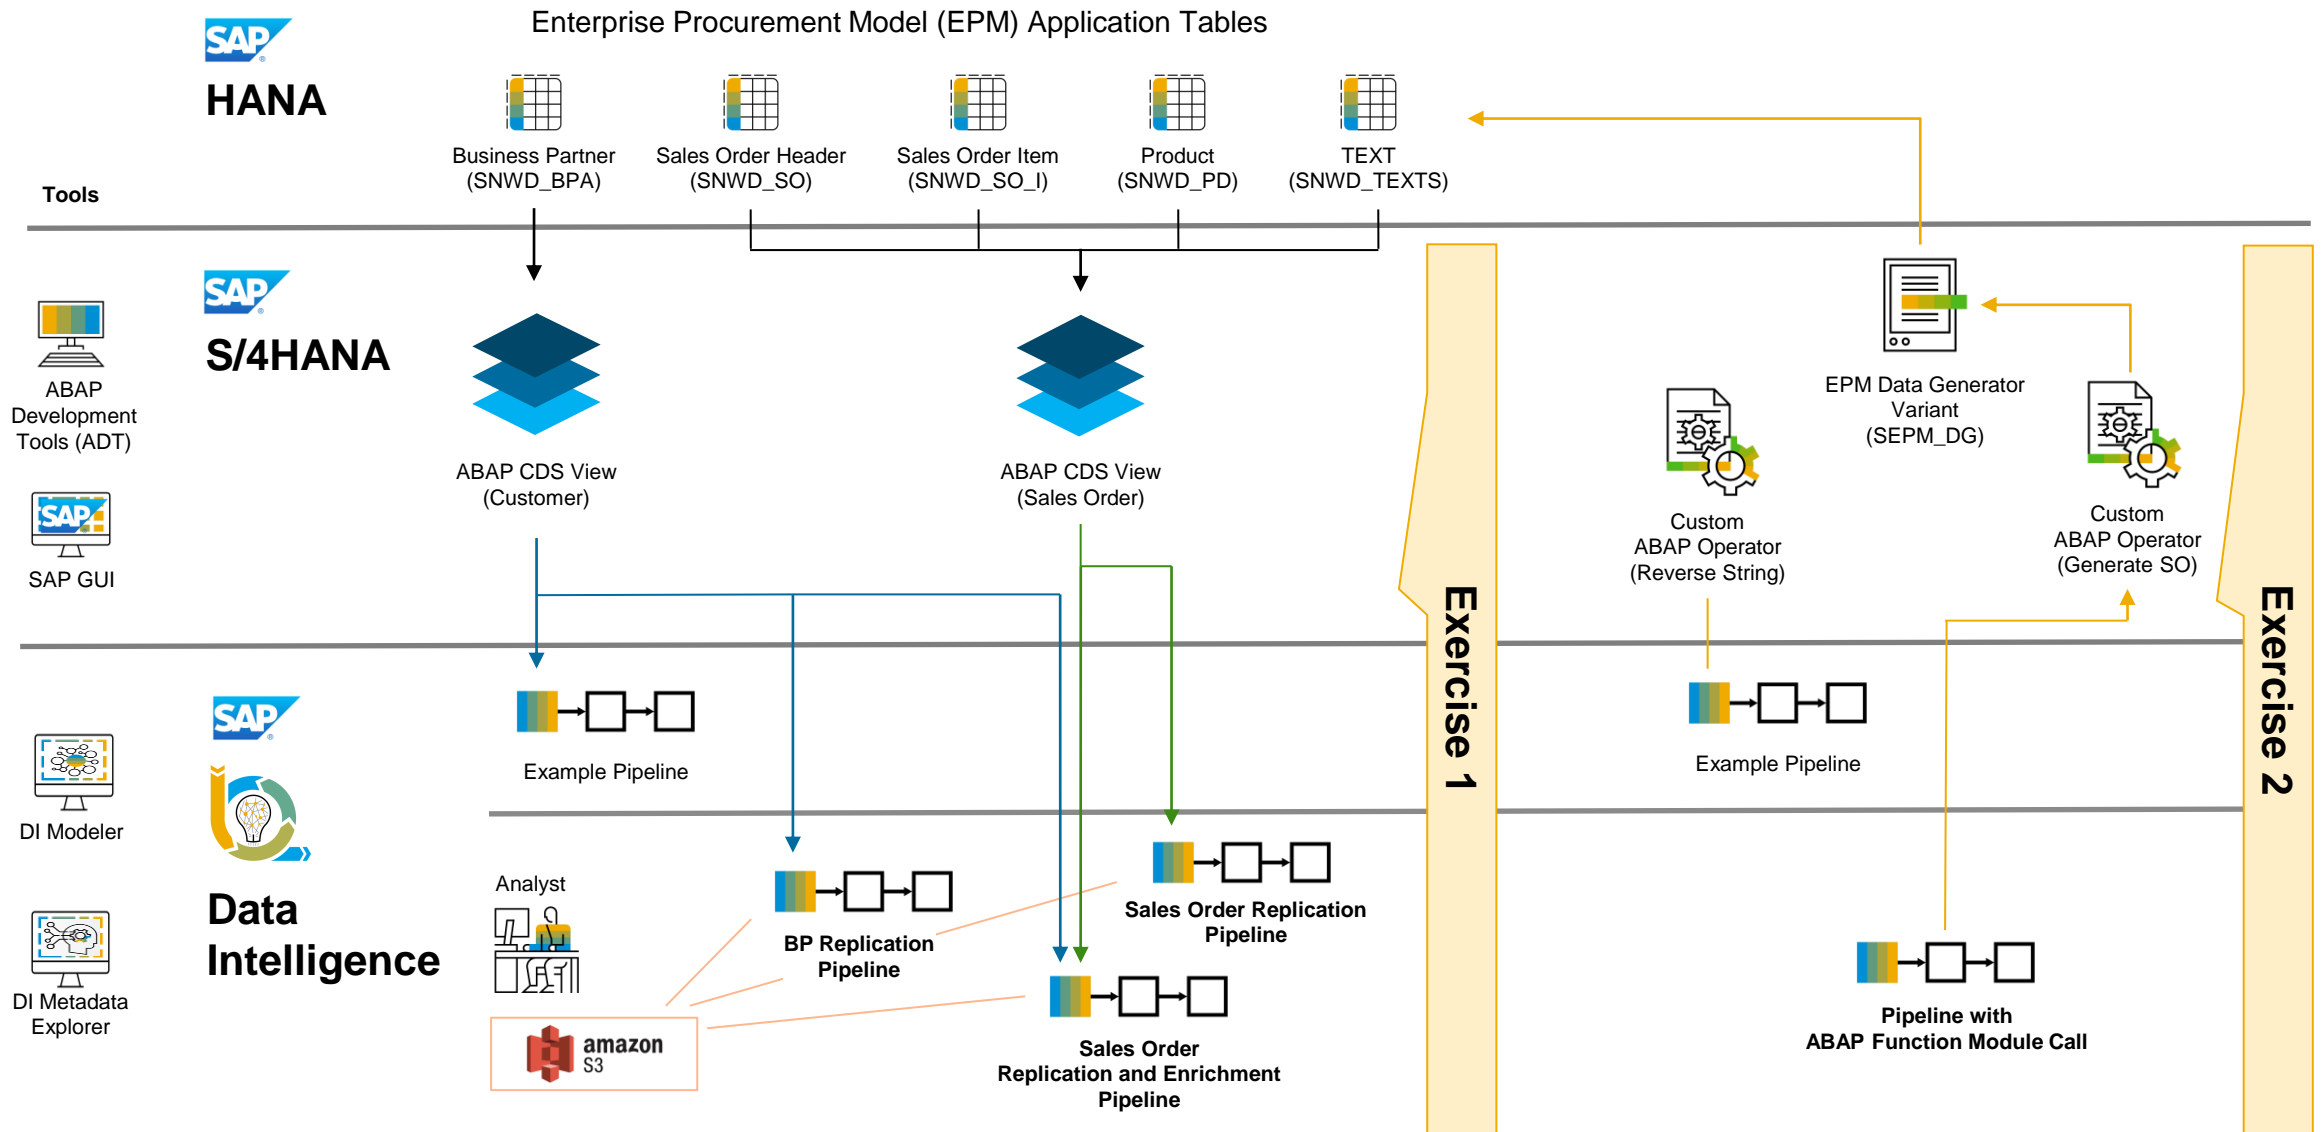 Enterprise Procurement Model (EPM) Application Tables
SAP
HANA
Business Partner
(SNWD_BPA)
Sales Order Header
(SNWD_SO)
Sales Order Item
(SNWD_SO_I)
Product
(SNWD_PD)
TEXT
(SNWD_TEXTS)
Tools
SAP
S/4HANA
ABAP
Development
Tools (ADT)
SAP
SAP GUI
ABAP CDS View
(Customer)
ABAP CDS View
(Sales Order)
Exercise 1
EPM Data Generator
Variant
(SEPM_DG)
Custom
ABAP Operator
(Reverse String)
Custom
ABAP Operator
(Generate SO)
Exercise 2
SAP
Data
Intelligence
DI Modeler
DI Metadata
Explorer
Example Pipeline
Example Pipeline
Analyst
BP Replication
Pipeline
Sales Order Replication
Pipeline
amazon
S3
Sales Order
Replication and Enrichment
Pipeline
Pipeline with
ABAP Function Module Call